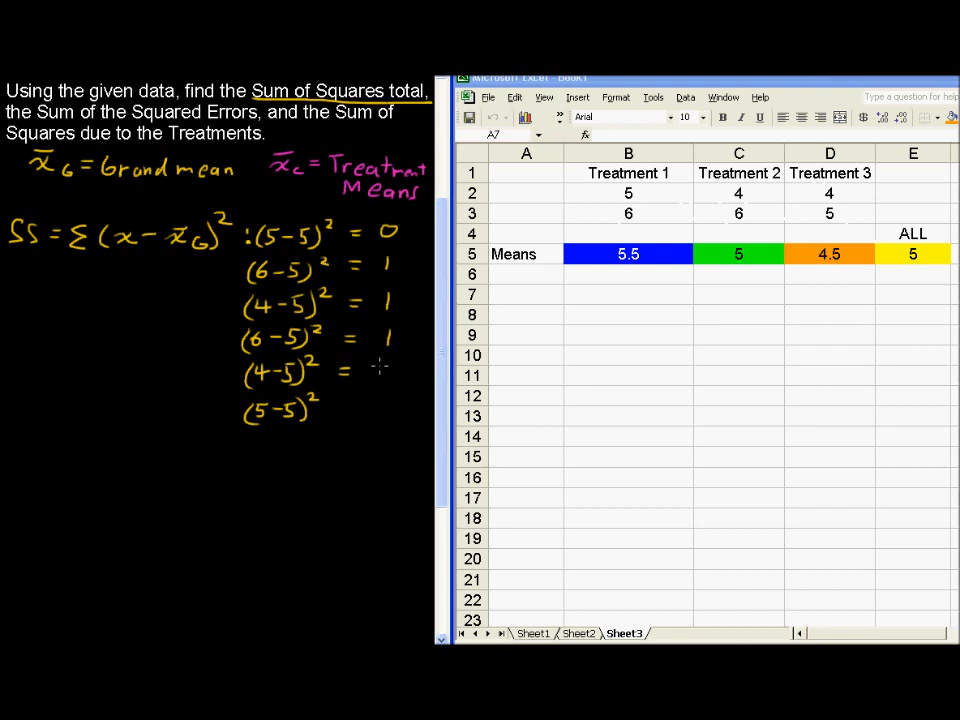 Using the given data, find the Sum of Squares total,
the Sum of the Squared Errors, and the Sum of
Squares due to the Treatments.
x̄G = Grand mean
x̄C = Treatment
Means
SS = Σ (x − x̄G)² : (5−5)² = 0
(6−5)² = 1
(4−5)² = 1
(6−5)² = 1
(4−5)² =
(5−5)²
Microsoft Excel - Book1
File Edit View Insert Format Tools Data Window Help Type a question for help
Arial 10 B I U
A7 fx
A B C D E
1 Treatment 1 Treatment 2 Treatment 3
2 5 4 4
3 6 6 5
4 ALL
5 Means 5.5 5 4.5 5
6
7
8
9
10
11
12
13
14
15
16
17
18
19
20
21
22
23
Sheet1 Sheet2 Sheet3